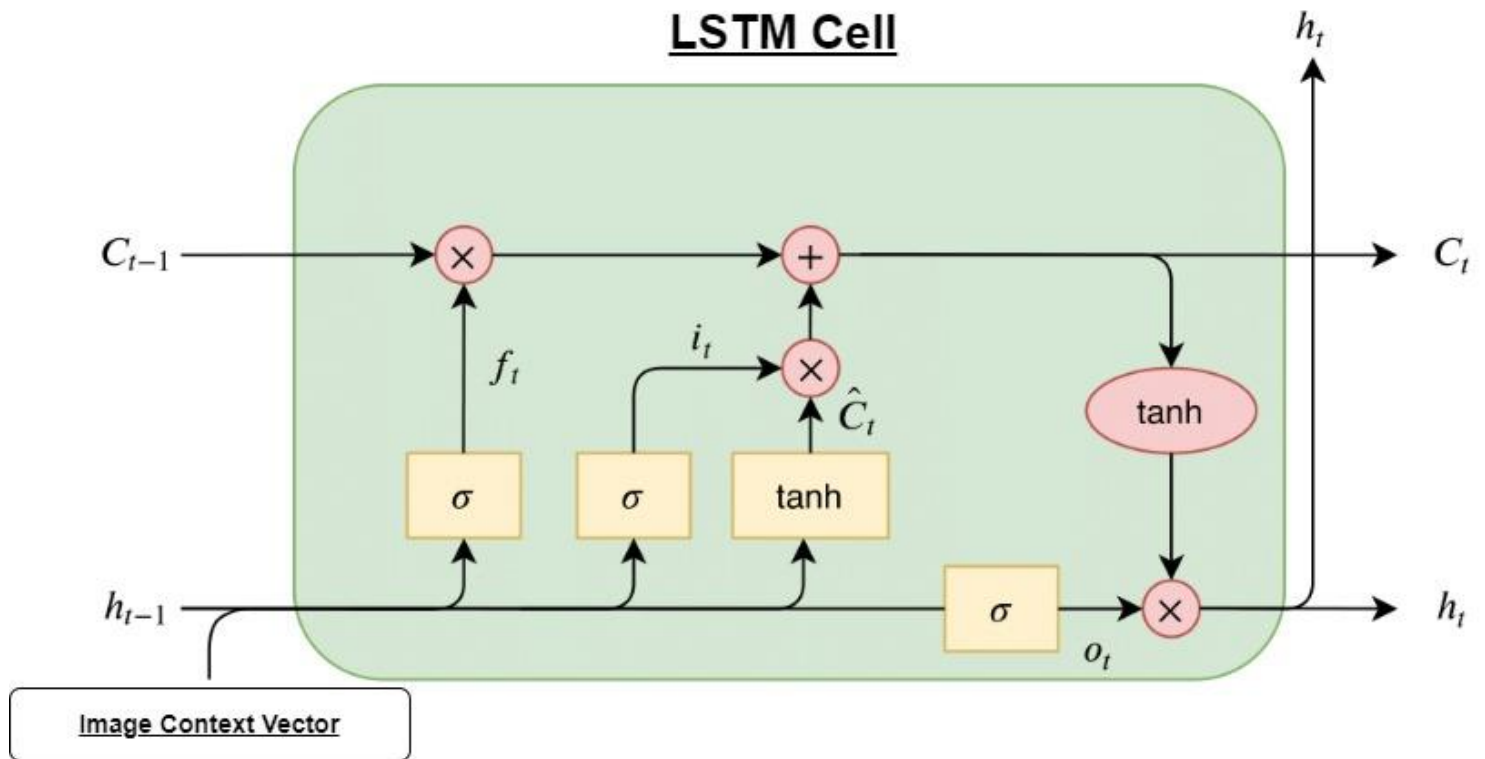 LSTM Cell
h_t
C_{t-1}
×
+
C_t
i_t
×
f_t
Ĉ_t
tanh
σ
σ
tanh
h_{t-1}
σ
×
h_t
o_t
Image Context Vector